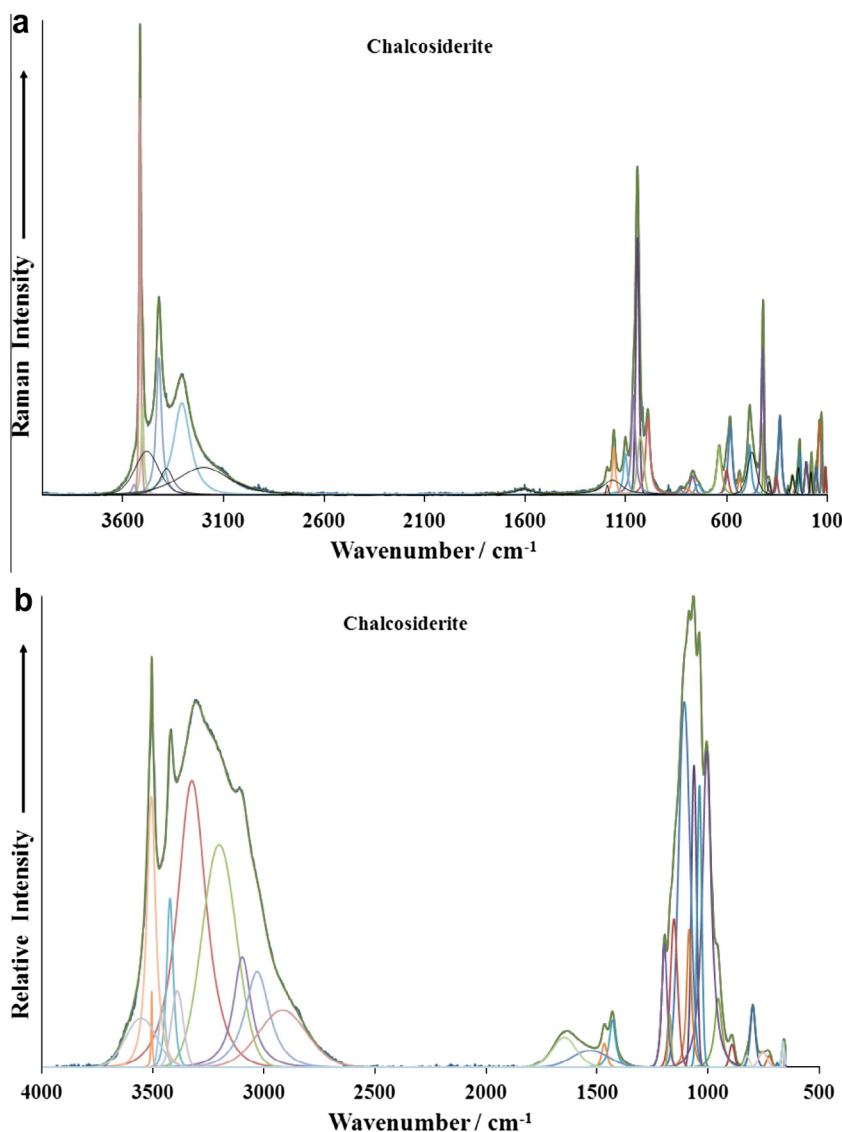 a
Chalcosiderite
Raman Intensity
3600 3100 2600 2100 1600 1100 600 100
Wavenumber / cm-1
b
Chalcosiderite
Relative Intensity
4000 3500 3000 2500 2000 1500 1000 500
Wavenumber / cm-1